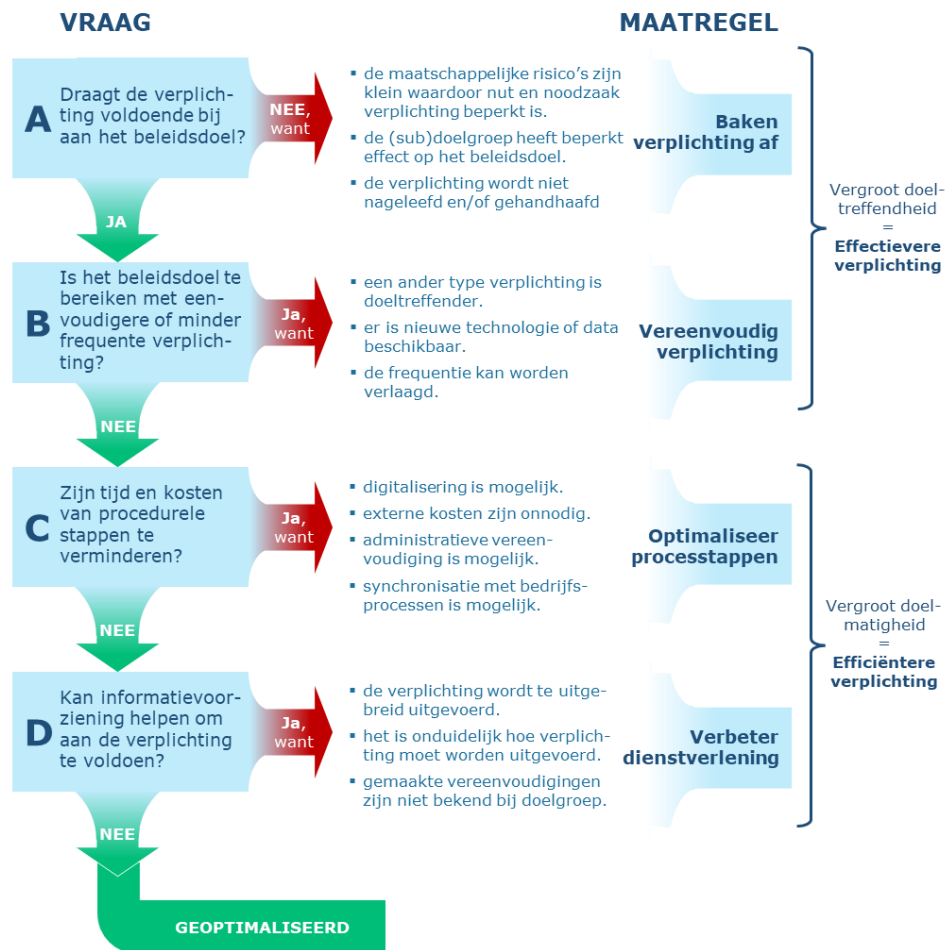 VRAAG
MAATREGEL
A
Draagt de verplich-
ting voldoende bij
aan het beleidsdoel?
NEE,
want
▪ de maatschappelijke risico's zijn
klein waardoor nut en noodzaak
verplichting beperkt is.
▪ de (sub)doelgroep heeft beperkt
effect op het beleidsdoel.
▪ de verplichting wordt niet
nageleefd en/of gehandhaafd
Baken
verplichting af
JA
B
Is het beleidsdoel te
bereiken met een-
voudigere of minder
frequente verplich-
ting?
Ja,
want
▪ een ander type verplichting is
doeltreffender.
▪ er is nieuwe technologie of data
beschikbaar.
▪ de frequentie kan worden
verlaagd.
Vereenvoudig
verplichting
Vergroot doel-
treffendheid
=
Effectievere
verplichting
NEE
C
Zijn tijd en kosten
van procedurele
stappen te
verminderen?
Ja,
want
▪ digitalisering is mogelijk.
▪ externe kosten zijn onnodig.
▪ administratieve vereen-
voudiging is mogelijk.
▪ synchronisatie met bedrijfs-
processen is mogelijk.
Optimaliseer
processtappen
NEE
D
Kan informatievoor-
ziening helpen om
aan de verplichting
te voldoen?
Ja,
want
▪ de verplichting wordt te uitge-
breid uitgevoerd.
▪ het is onduidelijk hoe verplich-
ting moet worden uitgevoerd.
▪ gemaakte vereenvoudigingen
zijn niet bekend bij doelgroep.
Verbeter
dienstverlening
Vergroot doel-
matigheid
=
Efficiëntere
verplichting
NEE
GEOPTIMALISEERD